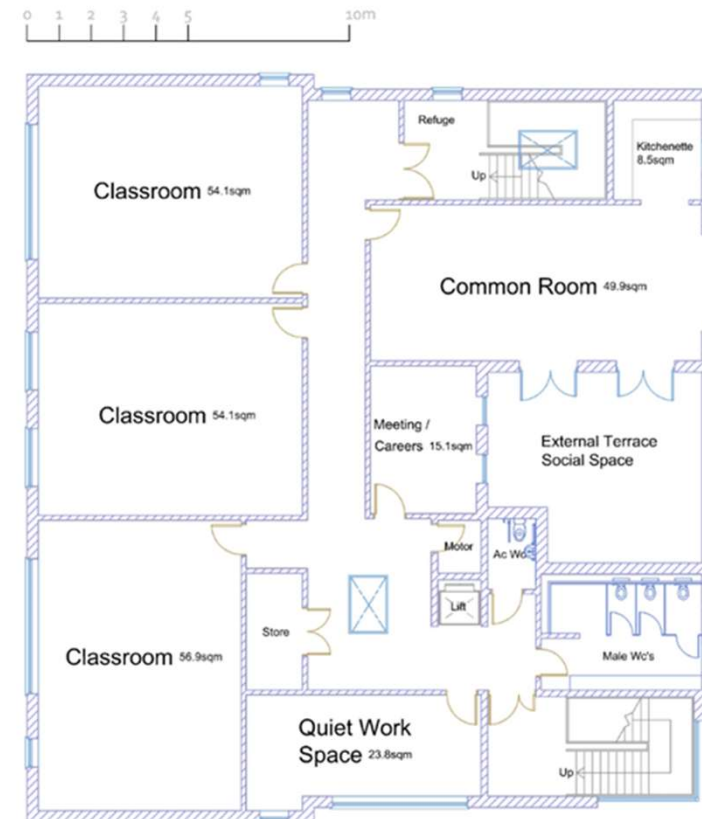 0 1 2 3 4 5 10m
Refuge
Kitchenette
8.5sqm
Up
Classroom 54.1sqm
Common Room 49.9sqm
Classroom 54.1sqm
Meeting /
Careers 15.1sqm
External Terrace
Social Space
Motor
Ac Wc
Lift
Store
Classroom 56.9sqm
Male Wc's
Quiet Work
Space 23.8sqm
Up